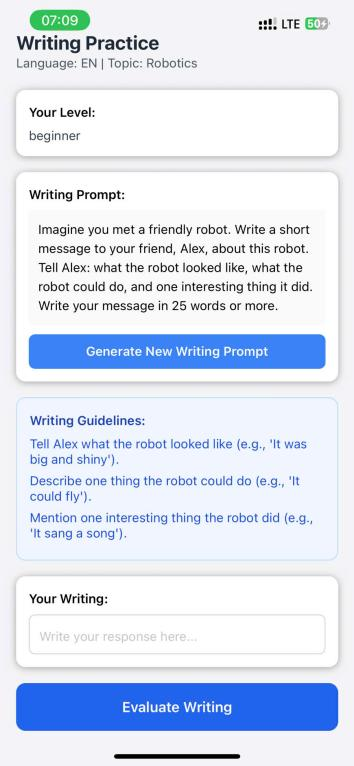 07:09
LTE 50
Writing Practice
Language: EN | Topic: Robotics
Your Level:
beginner
Writing Prompt:
Imagine you met a friendly robot. Write a short
message to your friend, Alex, about this robot.
Tell Alex: what the robot looked like, what the
robot could do, and one interesting thing it did.
Write your message in 25 words or more.
Generate New Writing Prompt
Writing Guidelines:
Tell Alex what the robot looked like (e.g., 'It was
big and shiny').
Describe one thing the robot could do (e.g., 'It
could fly').
Mention one interesting thing the robot did (e.g.,
'It sang a song').
Your Writing:
Write your response here...
Evaluate Writing